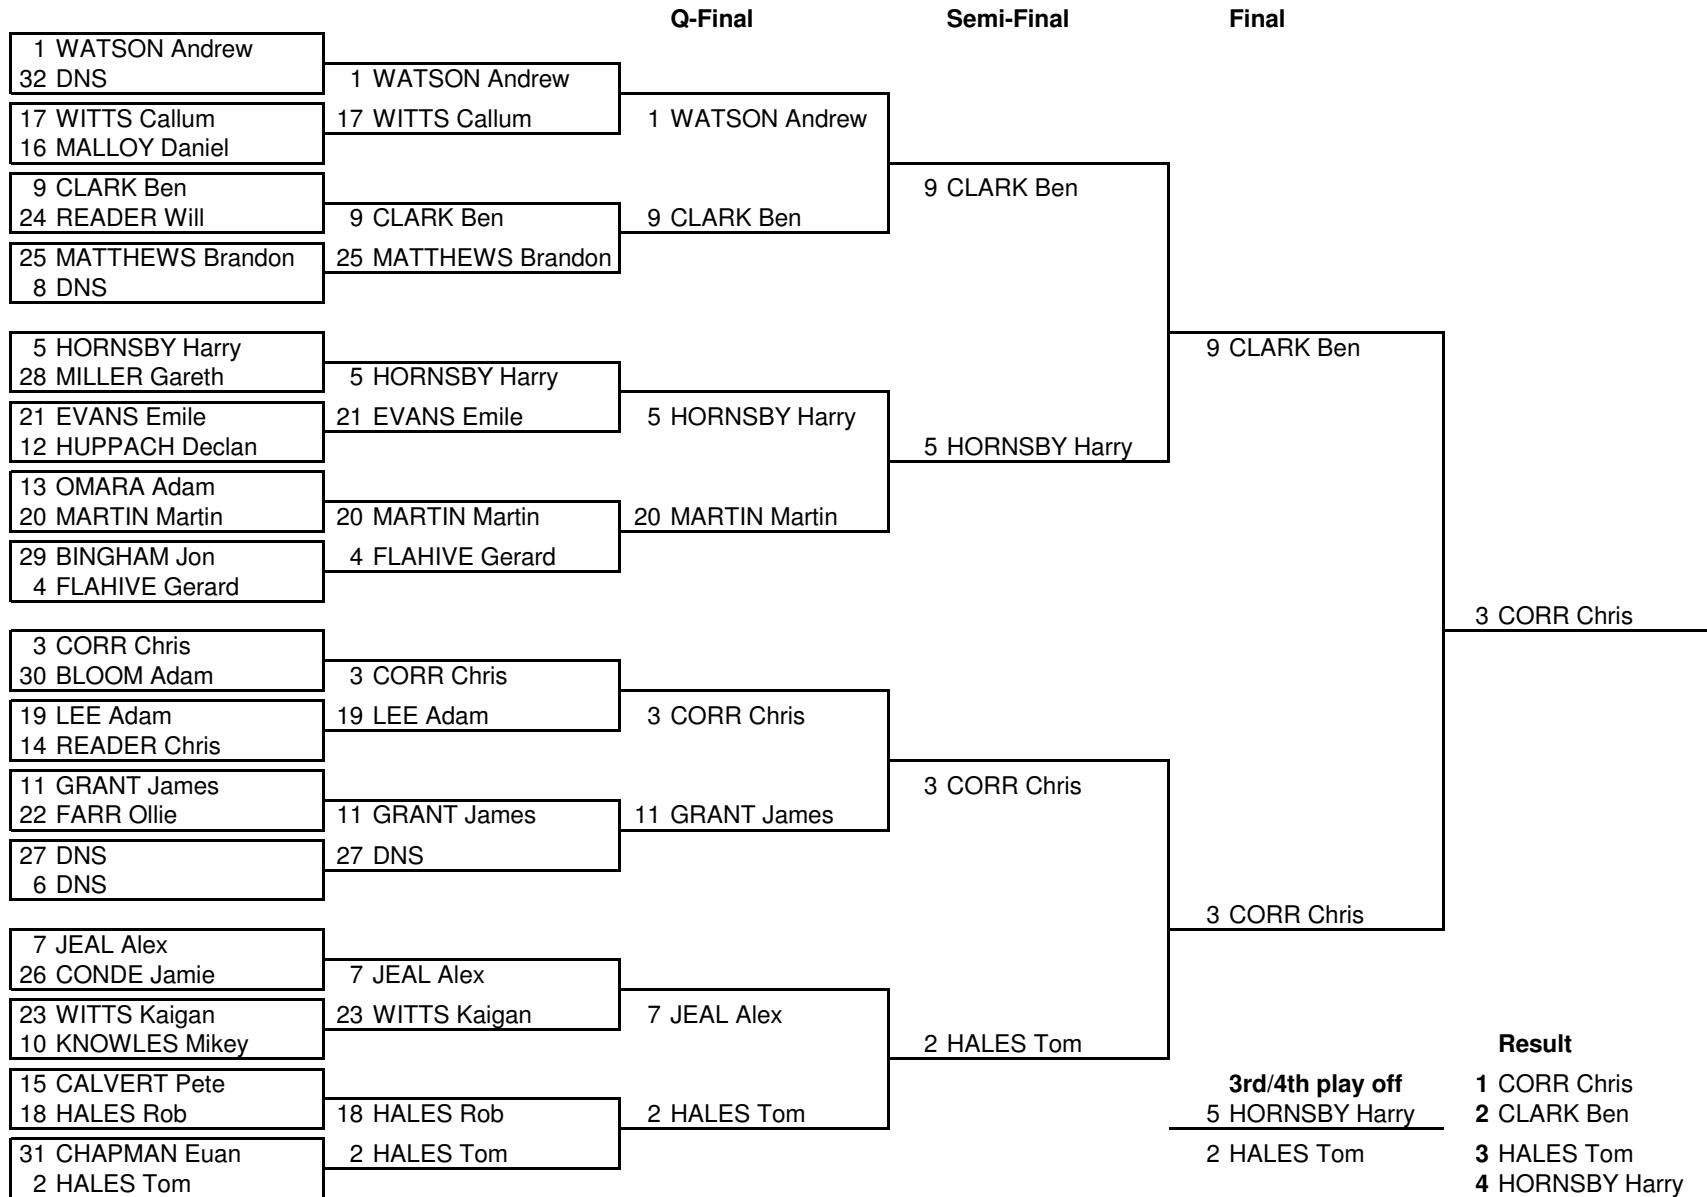 Q-Final Semi-Final Final
1 WATSON Andrew
32 DNS
17 WITTS Callum
16 MALLOY Daniel
9 CLARK Ben
24 READER Will
25 MATTHEWS Brandon
8 DNS
5 HORNSBY Harry
28 MILLER Gareth
21 EVANS Emile
12 HUPPACH Declan
13 OMARA Adam
20 MARTIN Martin
29 BINGHAM Jon
4 FLAHIVE Gerard
3 CORR Chris
30 BLOOM Adam
19 LEE Adam
14 READER Chris
11 GRANT James
22 FARR Ollie
27 DNS
6 DNS
7 JEAL Alex
26 CONDE Jamie
23 WITTS Kaigan
10 KNOWLES Mikey
15 CALVERT Pete
18 HALES Rob
31 CHAPMAN Euan
2 HALES Tom
1 WATSON Andrew
17 WITTS Callum
9 CLARK Ben
25 MATTHEWS Brandon
5 HORNSBY Harry
21 EVANS Emile
20 MARTIN Martin
4 FLAHIVE Gerard
3 CORR Chris
19 LEE Adam
11 GRANT James
27 DNS
7 JEAL Alex
23 WITTS Kaigan
18 HALES Rob
2 HALES Tom
1 WATSON Andrew
9 CLARK Ben
5 HORNSBY Harry
20 MARTIN Martin
3 CORR Chris
11 GRANT James
7 JEAL Alex
2 HALES Tom
9 CLARK Ben
5 HORNSBY Harry
3 CORR Chris
2 HALES Tom
9 CLARK Ben
3 CORR Chris
3 CORR Chris
3rd/4th play off
5 HORNSBY Harry
2 HALES Tom
Result
1 CORR Chris
2 CLARK Ben
3 HALES Tom
4 HORNSBY Harry